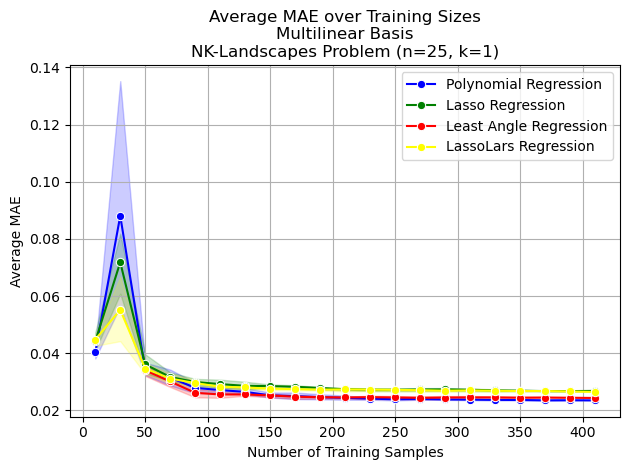 Average MAE over Training Sizes
Multilinear Basis
NK-Landscapes Problem (n=25, k=1)
Polynomial Regression
Lasso Regression
Least Angle Regression
LassoLars Regression
Average MAE
0.14
0.12
0.10
0.08
0.06
0.04
0.02
0 50 100 150 200 250 300 350 400
Number of Training Samples